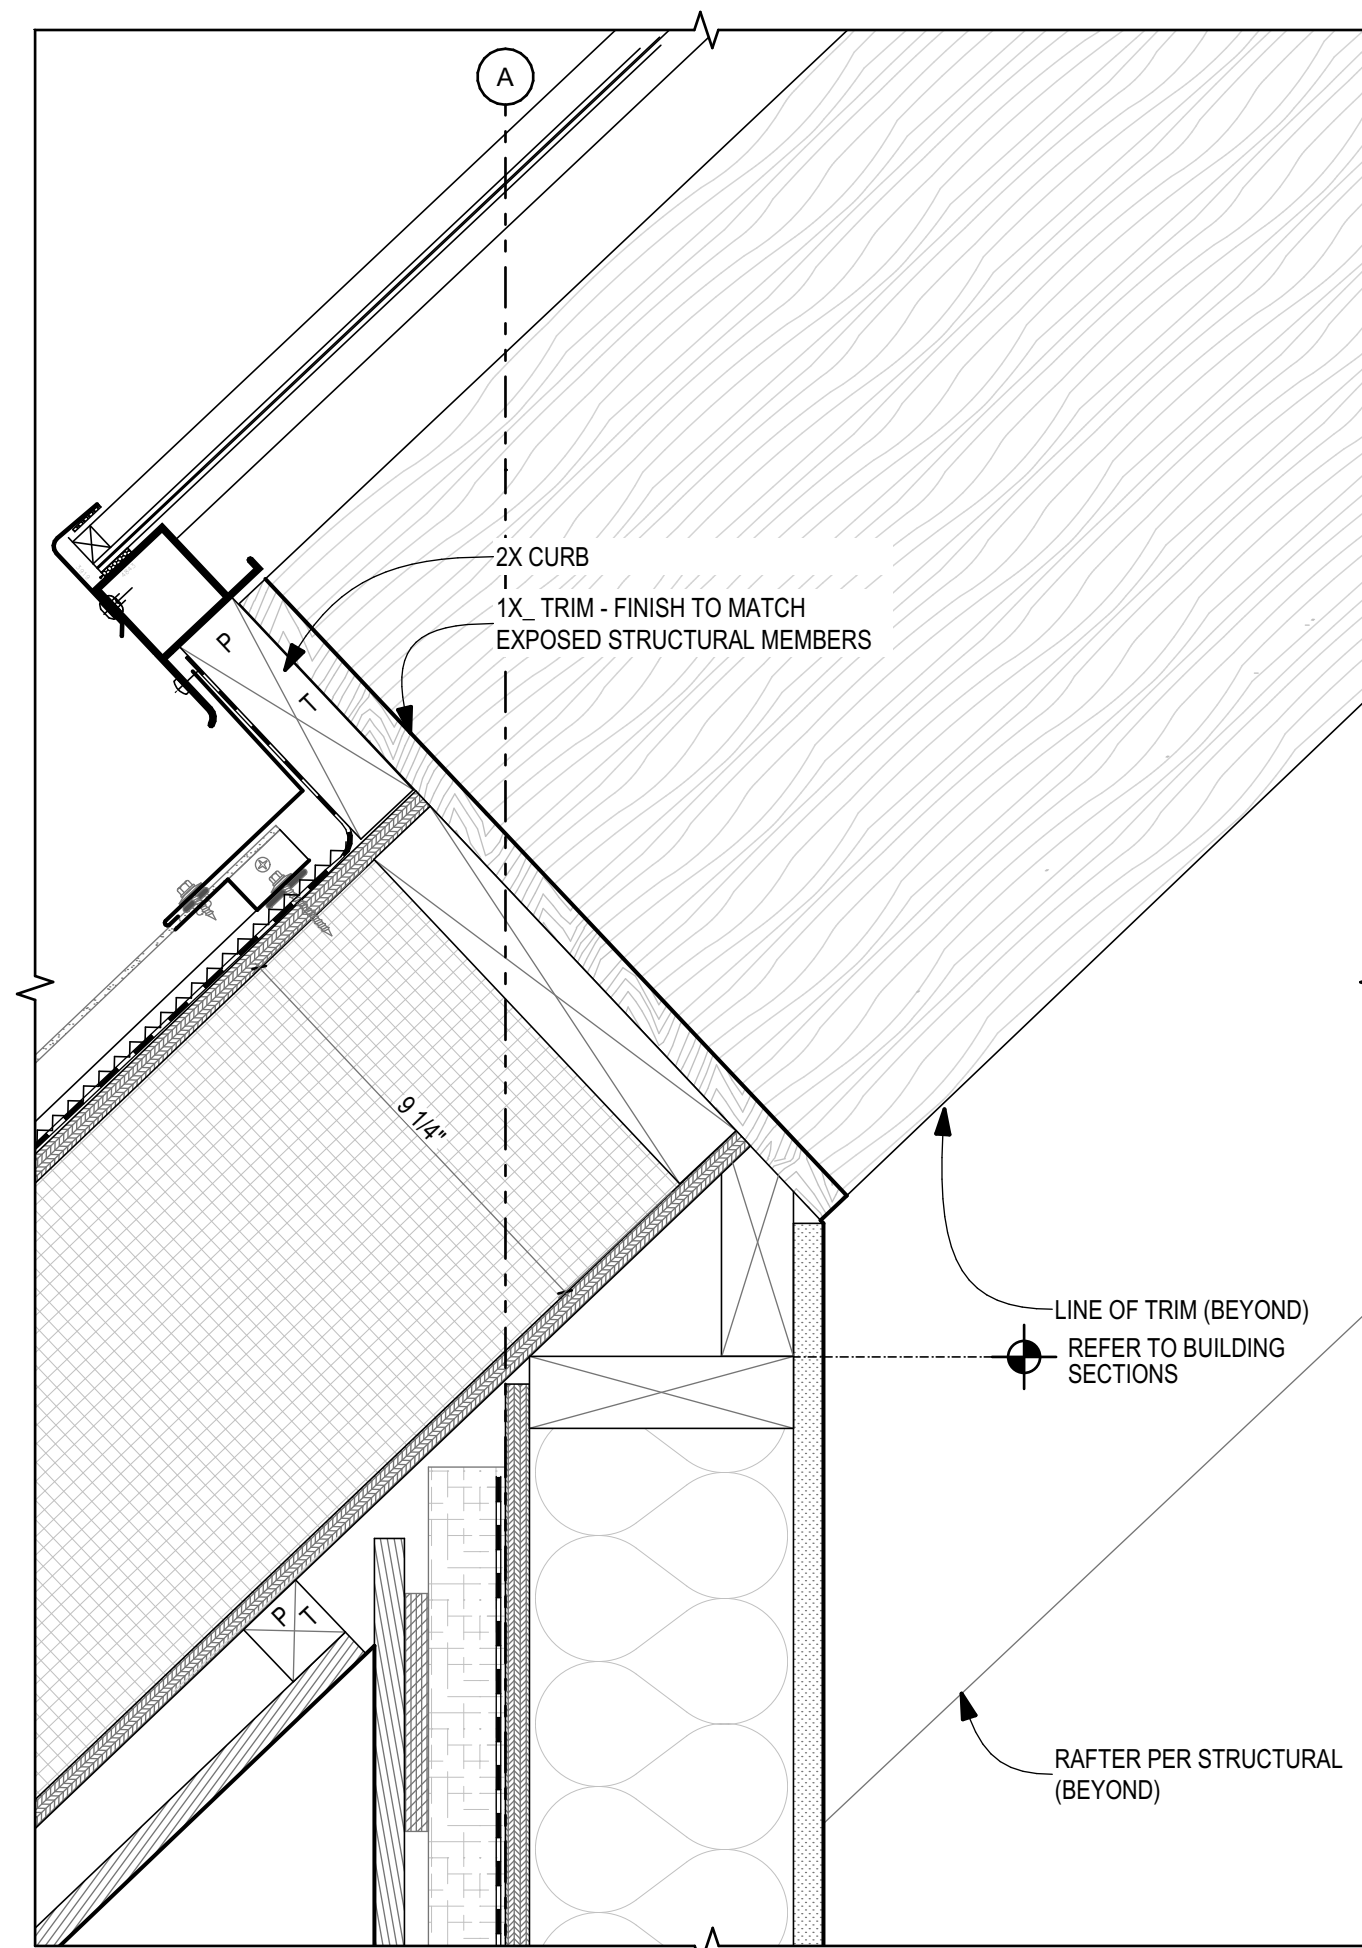 A
2X CURB
1X_ TRIM - FINISH TO MATCH
EXPOSED STRUCTURAL MEMBERS
P
T
9 1/4"
LINE OF TRIM (BEYOND)
REFER TO BUILDING
SECTIONS
P
T
RAFTER PER STRUCTURAL
(BEYOND)